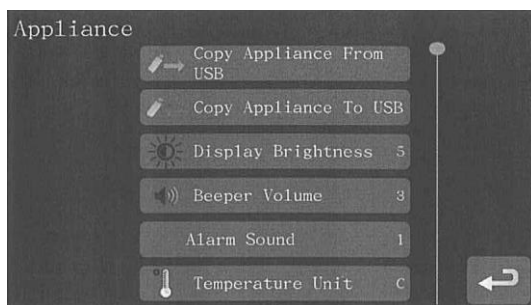 Appliance
Copy Appliance From
USB
Copy Appliance To USB
Display Brightness 5
Beeper Volume 3
Alarm Sound 1
Temperature Unit C